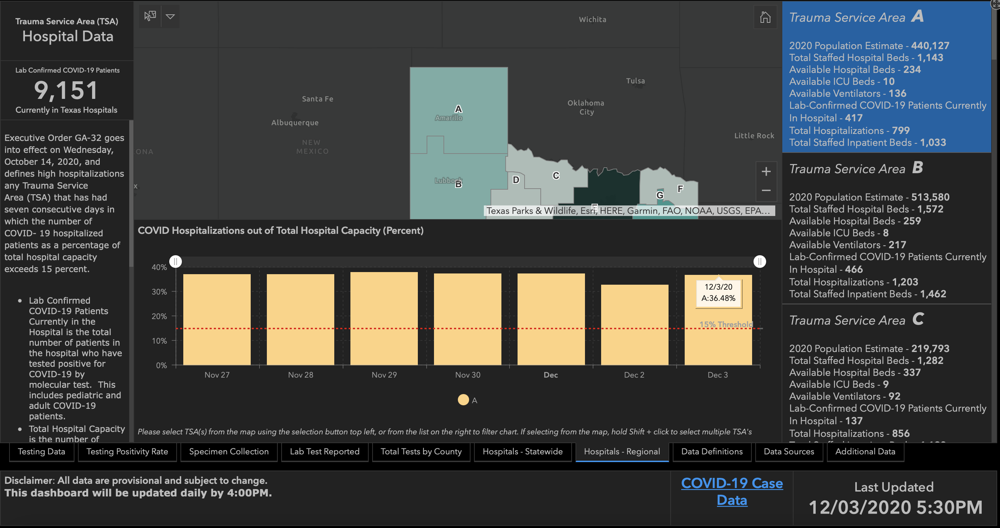 Trauma Service Area (TSA)
Hospital Data
Lab Confirmed COVID-19 Patients
9,151
Currently in Texas Hospitals
Executive Order GA-32 goes
into effect on Wednesday,
October 14, 2020, and
defines high hospitalizations
any Trauma Service
Area (TSA) that has had
seven consecutive days in
which the number of
COVID- 19 hospitalized
patients as a percentage of
total hospital capacity
exceeds 15 percent.
• Lab Confirmed
COVID-19 Patients
Currently in the
Hospital is the total
number of patients in
the hospital who have
tested positive for
COVID-19 by
molecular test.  This
includes pediatric and
adult COVID-19
patients.
• Total Hospital Capacity
is the number of
Wichita
Tulsa
Santa Fe
Oklahoma
City
A
Amarillo
Albuquerque
Little Rock
NEW
MEXICO
ONA
C
D
Lubbock
B
x
F
G
E
+
−
Texas Parks & Wildlife, Esri, HERE, Garmin, FAO, NOAA, USGS, EPA...
COVID Hospitalizations out of Total Hospital Capacity (Percent)
40%
30%
20%
10%
0%
12/3/20
A:36.48%
15% Threshold
Nov 27
Nov 28
Nov 29
Nov 30
Dec
Dec 2
Dec 3
A
Please select TSA(s) from the map using the selection button top left, or from the list on the right to filter chart. If selecting from the map, hold Shift + click to select multiple TSA's
Trauma Service Area A
2020 Population Estimate - 440,127
Total Staffed Hospital Beds - 1,143
Available Hospital Beds - 234
Available ICU Beds - 10
Available Ventilators - 136
Lab-Confirmed COVID-19 Patients Currently
In Hospital - 417
Total Hospitalizations - 799
Total Staffed Inpatient Beds - 1,033
Trauma Service Area B
2020 Population Estimate - 513,580
Total Staffed Hospital Beds - 1,572
Available Hospital Beds - 259
Available ICU Beds - 8
Available Ventilators - 217
Lab-Confirmed COVID-19 Patients Currently
In Hospital - 466
Total Hospitalizations - 1,203
Total Staffed Inpatient Beds - 1,462
Trauma Service Area C
2020 Population Estimate - 219,793
Total Staffed Hospital Beds - 1,282
Available Hospital Beds - 337
Available ICU Beds - 9
Available Ventilators - 92
Lab-Confirmed COVID-19 Patients Currently
In Hospital - 137
Total Hospitalizations - 856
Testing Data
Testing Positivity Rate
Specimen Collection
Lab Test Reported
Total Tests by County
Hospitals - Statewide
Hospitals - Regional
Data Definitions
Data Sources
Additional Data
Disclaimer: All data are provisional and subject to change.
This dashboard will be updated daily by 4:00PM.
COVID-19 Case
Data
Last Updated
12/03/2020 5:30PM